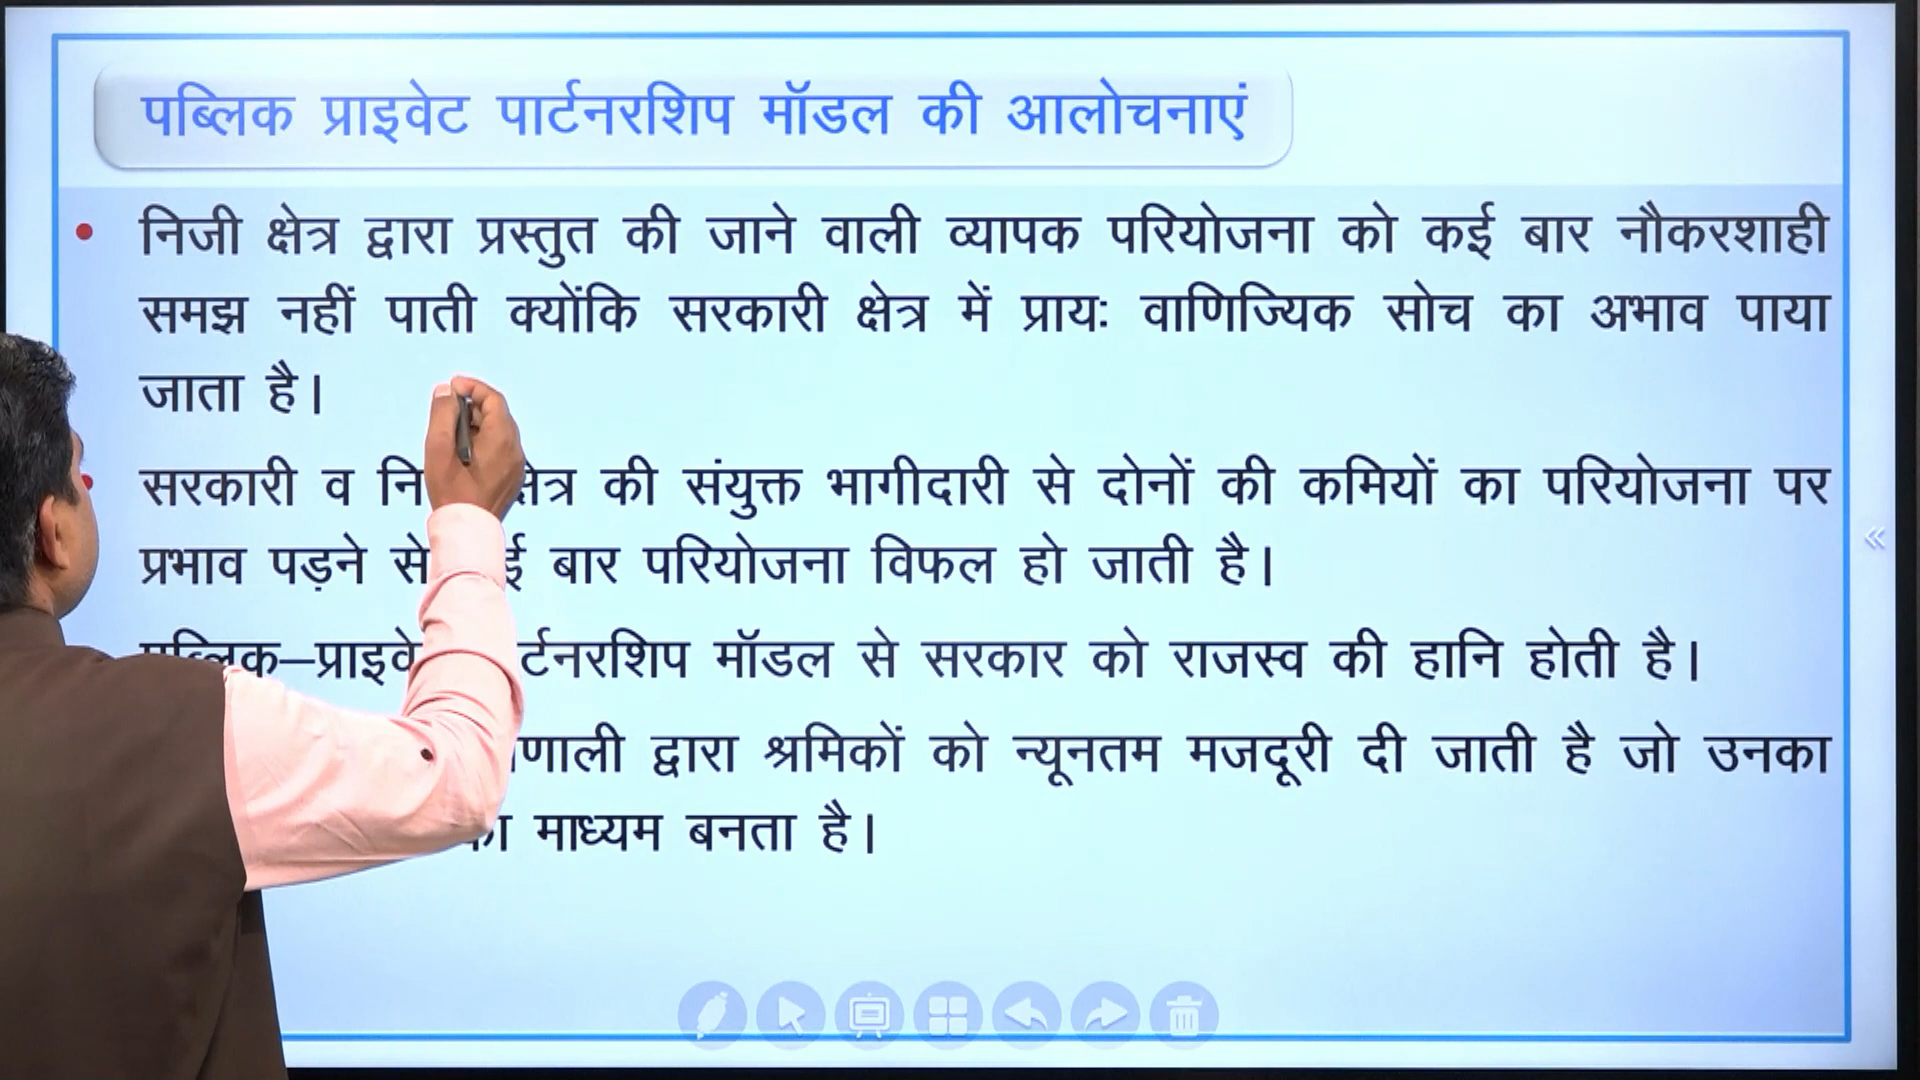 पब्लिक प्राइवेट पार्टनरशिप मॉडल की आलोचनाएं
निजी क्षेत्र द्वारा प्रस्तुत की जाने वाली व्यापक परियोजना को कई बार नौकरशाही
समझ नहीं पाती क्योंकि सरकारी क्षेत्र में प्रायः वाणिज्यिक सोच का अभाव पाया
जाता है।
सरकारी व की संयुक्त भागीदारी से दोनों की कमियों का परियोजना पर
प्रभाव पड़ने से बार परियोजना विफल हो जाती है।
मॉडल से सरकार को राजस्व की हानि होती है।
द्वारा श्रमिकों को न्यूनतम मजदूरी दी जाती है जो उनका
माध्यम बनता है।